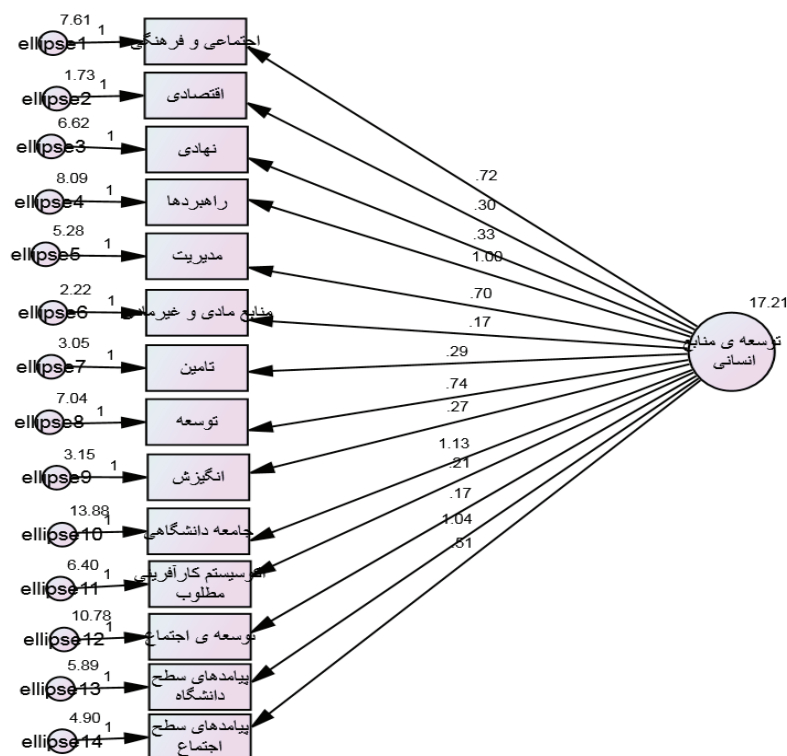 7.61
1
ellipse1
اجتماعی و فرهنگی
1.73
1
ellipse2
اقتصادی
6.62
1
ellipse3
نهادی
8.09
1
ellipse4
راهبردها
5.28
1
ellipse5
مدیریت
2.22
1
ellipse6
منابع مادی و غیرمادی
3.05
1
ellipse7
تامین
7.04
1
ellipse8
توسعه
3.15
1
ellipse9
انگیزش
13.88
1
ellipse10
جامعه دانشگاهی
6.40
1
ellipse11
اکوسیستم کارآفرینی
مطلوب
10.78
1
ellipse12
توسعه ی اجتماع
5.89
1
ellipse13
پیامدهای سطح
دانشگاه
4.90
1
ellipse14
پیامدهای سطح
اجتماع
.72
.30
.33
1.00
.70
.17
.29
.74
.27
1.13
.21
.17
1.04
.51
17.21
توسعه ی منابع
انسانی